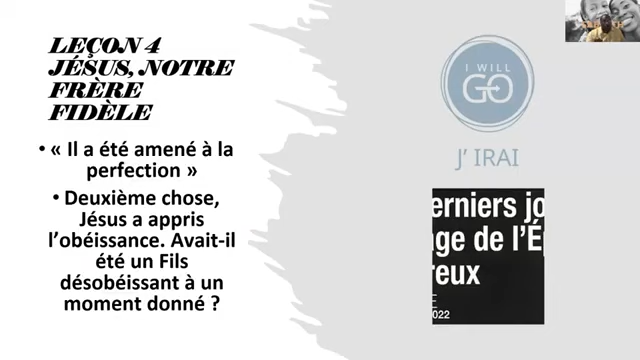 LEÇON 4
JÉSUS, NOTRE
FRÈRE
FIDÈLE
• « Il a été amené à la
perfection »
• Deuxième chose,
Jésus a appris
l'obéissance. Avait-il
été un Fils
désobéissant à un
moment donné ?
I WILL
GO
J' IRAI
erniers jo
ge de l'É
reux
022